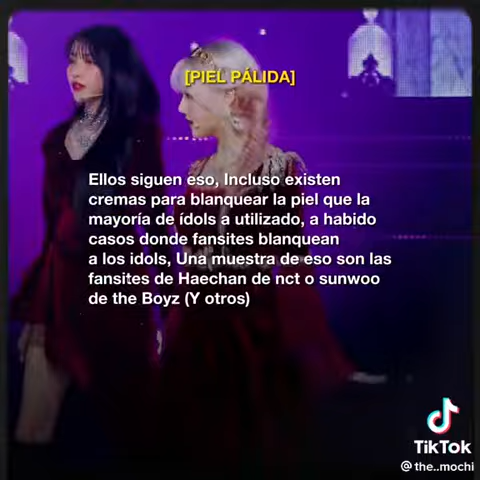 [PIEL PÁLIDA]
Ellos siguen eso, Incluso existen
cremas para blanquear la piel que la
mayoría de ídols a utilizado, a habido
casos donde fansites blanquean
a los idols, Una muestra de eso son las
fansites de Haechan de nct o sunwoo
de the Boyz (Y otros)
TikTok
@the..mochi